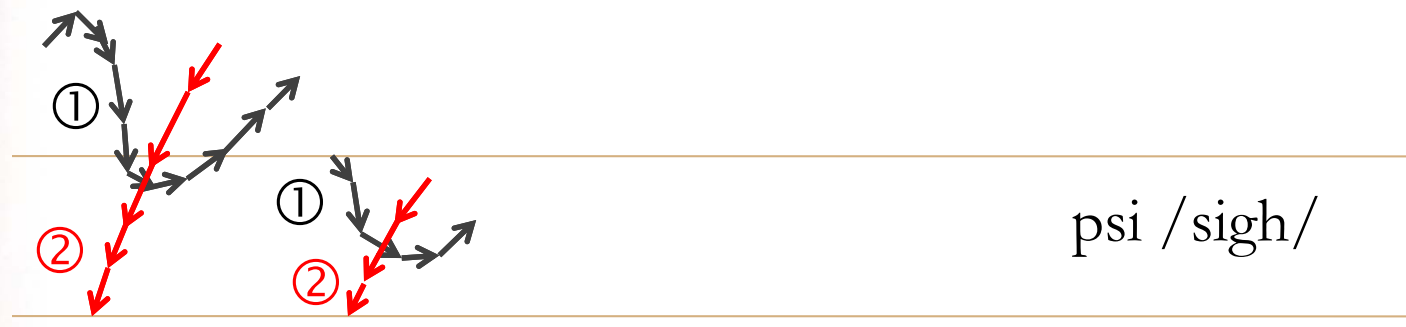 ① ② ① ② psi /sigh/